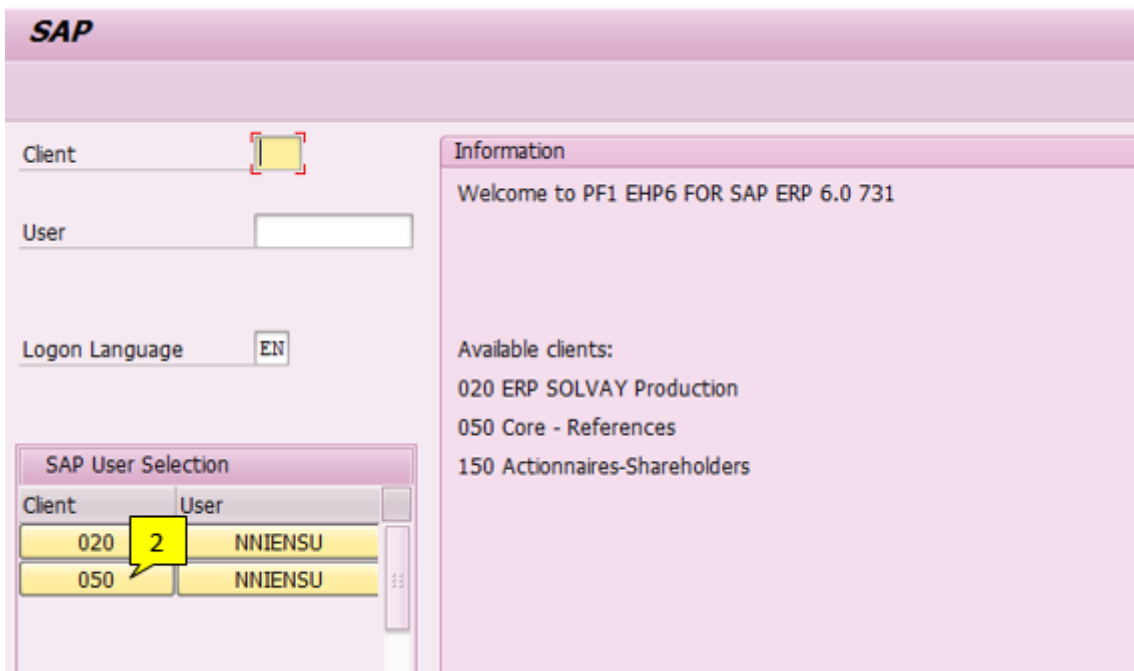 SAP
Client
User
Logon Language EN
SAP User Selection
Client User
020 NNIENSU
2
050 NNIENSU
Information
Welcome to PF1 EHP6 FOR SAP ERP 6.0 731
Available clients:
020 ERP SOLVAY Production
050 Core - References
150 Actionnaires-Shareholders